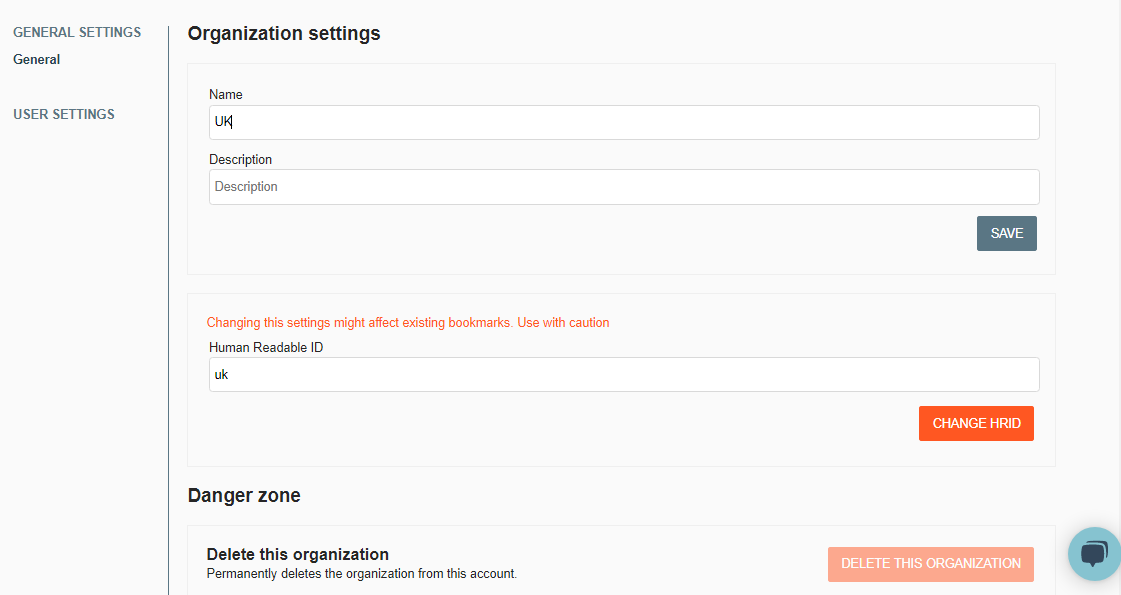 GENERAL SETTINGS
General
USER SETTINGS
Organization settings
Name
UK
Description
Description
SAVE
Changing this settings might affect existing bookmarks. Use with caution
Human Readable ID
uk
CHANGE HRID
Danger zone
Delete this organization
Permanently deletes the organization from this account.
DELETE THIS ORGANIZATION